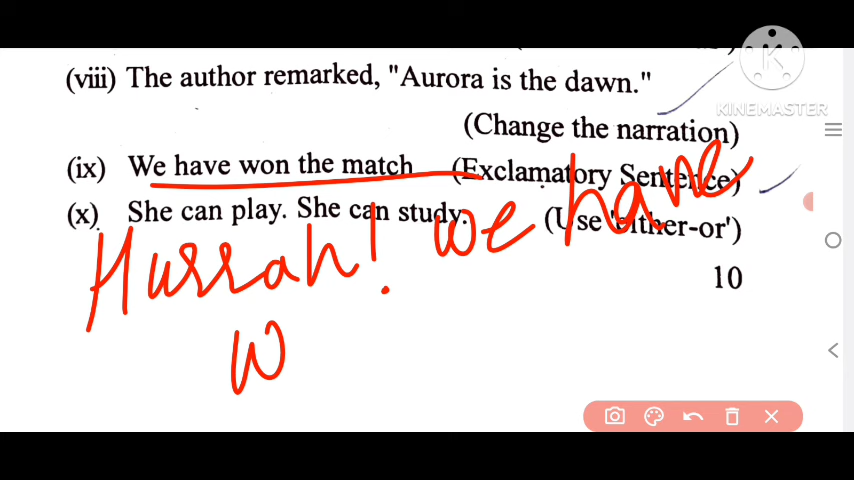 KINEMASTER
(viii) The author remarked, "Aurora is the dawn."
(Change the narration)
(ix) We have won the match (Exclamatory Sentence)
(x) She can play. She can study. (Use 'either-or')
10
Hurrah! we have
W